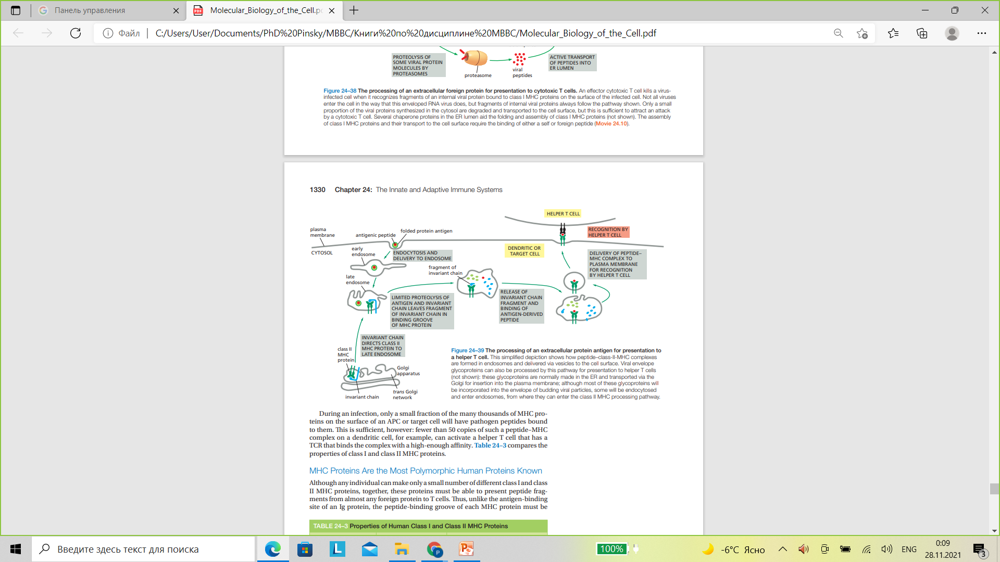 Панель управления
Molecular_Biology_of_the_Cell.pc
Файл
C:/Users/User/Documents/PhD%20Pinsky/MBBC/Книги%20по%20дисциплине%20MBBC/Molecular_Biology_of_the_Cell.pdf
PROTEOLYSIS OF
SOME VIRAL PROTEIN
MOLECULES BY
PROTEASOMES
proteasome
viral
peptides
ACTIVE TRANSPORT
OF PEPTIDES INTO
ER LUMEN
Figure 24–38 The processing of an extracellular foreign protein for presentation to cytotoxic T cells. An effector cytotoxic T cell kills a virus-
infected cell when it recognizes fragments of an internal viral protein bound to class I MHC proteins on the surface of the infected cell. Not all viruses
enter the cell in the way that this enveloped RNA virus does, but fragments of internal viral proteins always follow the pathway shown. Only a small
proportion of the viral proteins synthesized in the cytosol are degraded and transported to the cell surface, but this is sufficient to attract an attack
by a cytotoxic T cell. Several chaperone proteins in the ER lumen aid the folding and assembly of class I MHC proteins (not shown). The assembly
of class I MHC proteins and their transport to the cell surface require the binding of either a self or foreign peptide (Movie 24.10).
1330 Chapter 24: The Innate and Adaptive Immune Systems
HELPER T CELL
RECOGNITION BY
HELPER T CELL
plasma
membrane
folded protein antigen
antigenic peptide
CYTOSOL
early
endosome
ENDOCYTOSIS AND
DELIVERY TO ENDOSOME
DENDRITIC OR
TARGET CELL
DELIVERY OF PEPTIDE–
MHC COMPLEX TO
PLASMA MEMBRANE
FOR RECOGNITION
BY HELPER T CELL
fragment of
invariant chain
late
endosome
LIMITED PROTEOLYSIS OF
ANTIGEN AND INVARIANT
CHAIN LEAVES FRAGMENT
OF INVARIANT CHAIN IN
BINDING GROOVE
OF MHC PROTEIN
RELEASE OF
INVARIANT CHAIN
FRAGMENT AND
BINDING OF
ANTIGEN-DERIVED
PEPTIDE
INVARIANT CHAIN
DIRECTS CLASS II
MHC PROTEIN TO
LATE ENDOSOME
class II
MHC
protein
Golgi
apparatus
trans Golgi
network
invariant chain
Figure 24–39 The processing of an extracellular protein antigen for presentation to
a helper T cell. This simplified depiction shows how peptide–class-II-MHC complexes
are formed in endosomes and delivered via vesicles to the cell surface. Viral envelope
glycoproteins can also be processed by this pathway for presentation to helper T cells
(not shown): these glycoproteins are normally made in the ER and transported via the
Golgi for insertion into the plasma membrane; although most of these glycoproteins will
be incorporated into the envelope of budding viral particles, some will be endocytosed
and enter endosomes, from where they can enter the class II MHC processing pathway.
During an infection, only a small fraction of the many thousands of MHC pro-
teins on the surface of an APC or target cell will have pathogen peptides bound
to them. This is sufficient, however: fewer than 50 copies of such a peptide–MHC
complex on a dendritic cell, for example, can activate a helper T cell that has a
TCR that binds the complex with a high-enough affinity. Table 24–3 compares the
properties of class I and class II MHC proteins.
MHC Proteins Are the Most Polymorphic Human Proteins Known
Although any individual can make only a small number of different class I and class
II MHC proteins, together, these proteins must be able to present peptide frag-
ments from almost any foreign protein to T cells. Thus, unlike the antigen-binding
site of an Ig protein, the peptide-binding groove of each MHC protein must be
TABLE 24–3 Properties of Human Class I and Class II MHC Proteins
Введите здесь текст для поиска
100%
-6°C Ясно
ENG
0:09
28.11.2021
3